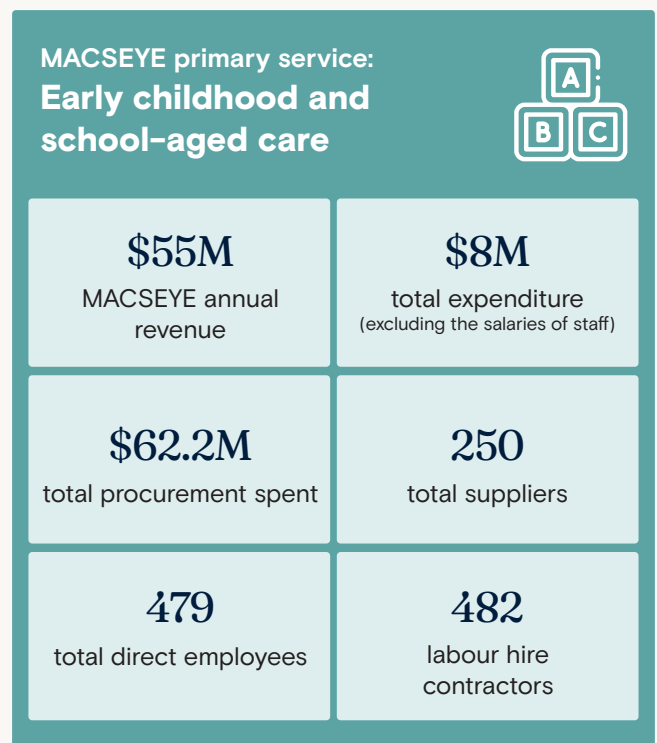 MACSEYE primary service:
Early childhood and
school-aged care
A
B C
$55M
MACSEYE annual
revenue
$8M
total expenditure
(excluding the salaries of staff)
$62.2M
total procurement spent
250
total suppliers
479
total direct employees
482
labour hire
contractors